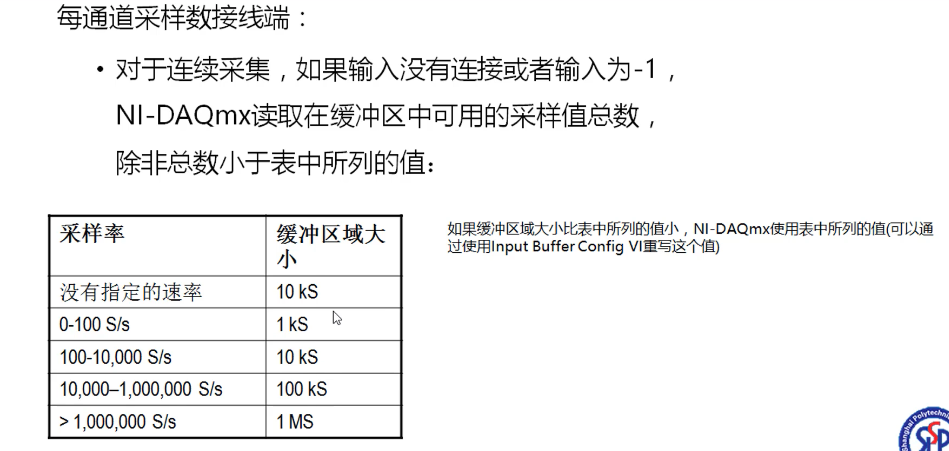 每通道采样数接线端：
• 对于连续采集，如果输入没有连接或者输入为-1，
NI-DAQmx读取在缓冲区中可用的采样值总数，
除非总数小于表中所列的值：
采样率 缓冲区域大
小
没有指定的速率 10 kS
0-100 S/s 1 kS
100-10,000 S/s 10 kS
10,000–1,000,000 S/s 100 kS
> 1,000,000 S/s 1 MS
如果缓冲区域大小比表中所列的值小，NI-DAQmx使用表中所列的值(可以通
过使用Input Buffer Config VI重写这个值)
Shanghai Polytechnic